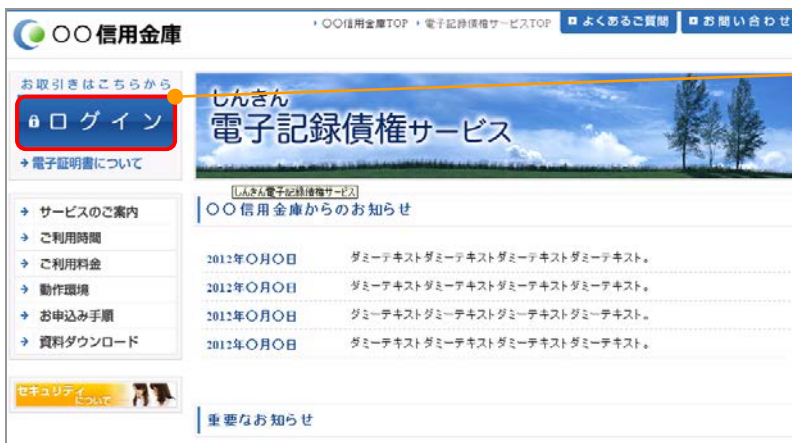 〇〇信用金庫
〇〇信用金庫TOP 電子記録債権サービスTOP よくあるご質問 お問い合わせ
お取引きはこちらから
ログイン
電子証明書について
しんきん
電子記録債権サービス
しんきん電子記録債権サービス
サービスのご案内
ご利用時間
ご利用料金
動作環境
お申込み手順
資料ダウンロード
セキュリティ
について
〇〇信用金庫からのお知らせ
2012年〇月〇日 ダミーテキストダミーテキストダミーテキストダミーテキスト。
2012年〇月〇日 ダミーテキストダミーテキストダミーテキストダミーテキスト。
2012年〇月〇日 ダミーテキストダミーテキストダミーテキストダミーテキスト。
2012年〇月〇日 ダミーテキストダミーテキストダミーテキストダミーテキスト。
重要なお知らせ